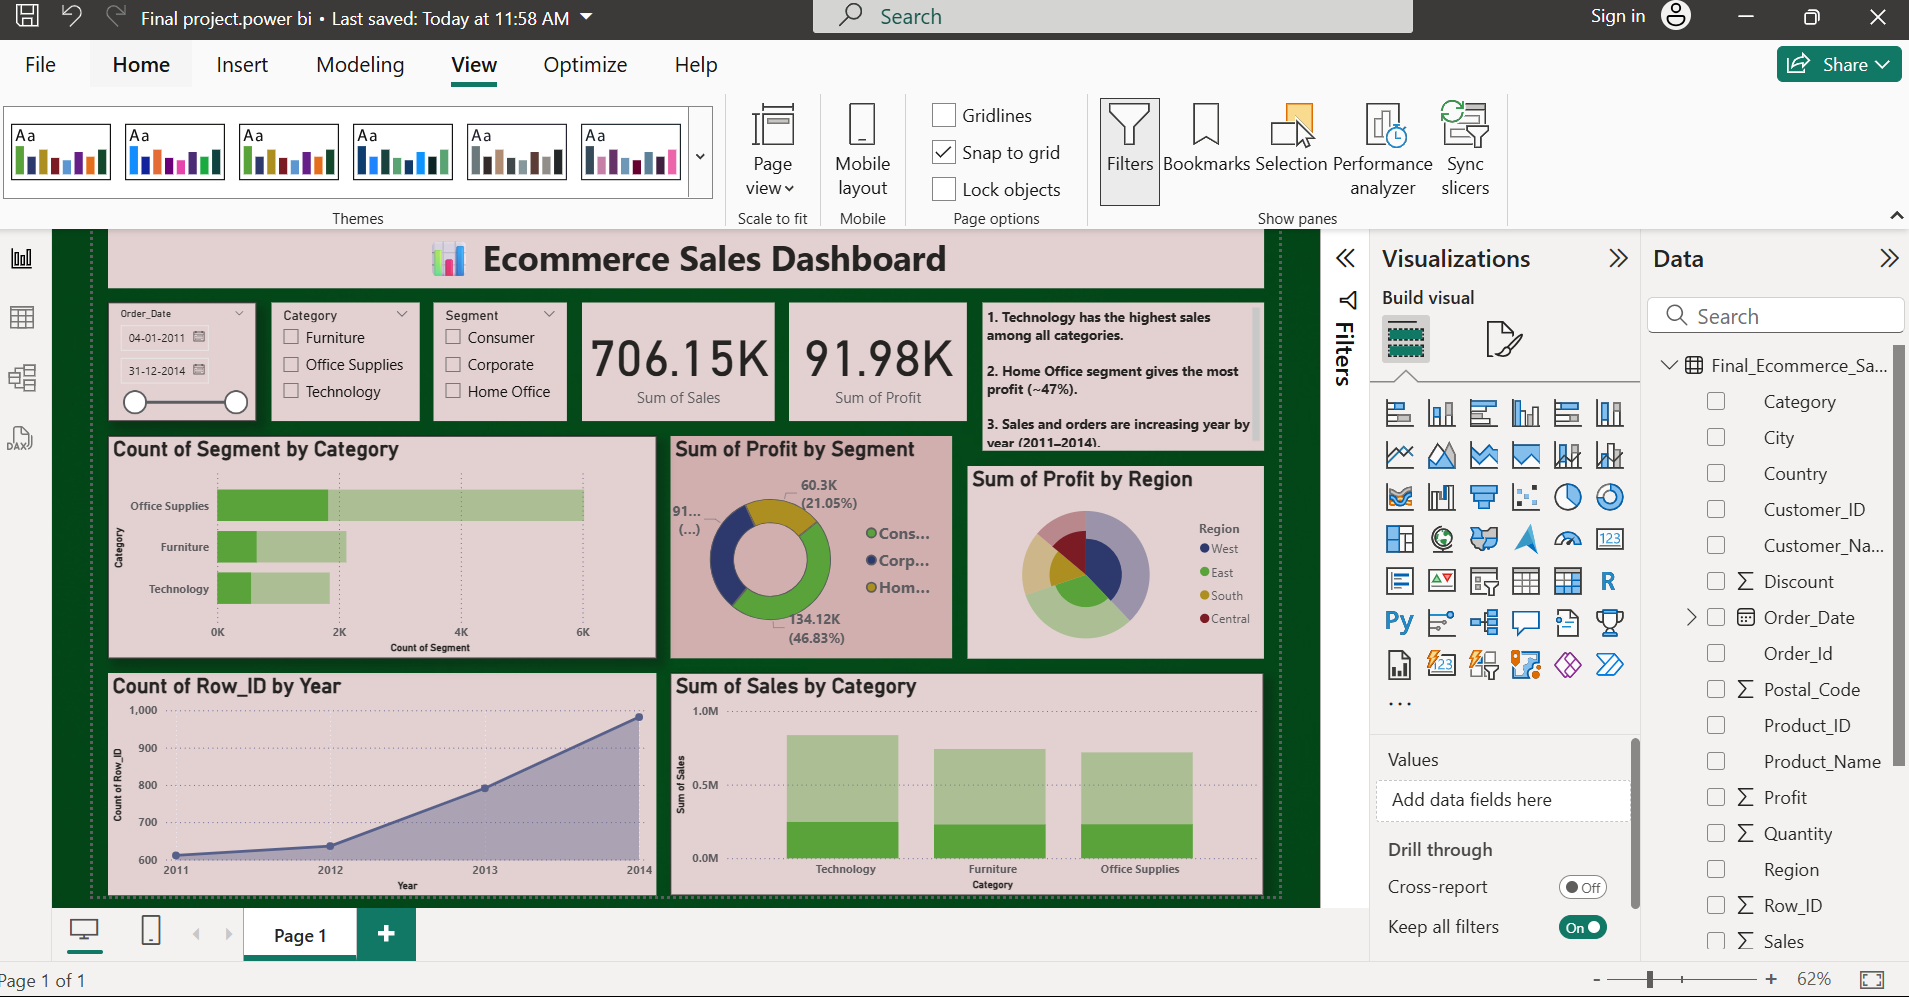 Final project.power bi • Last saved: Today at 11:58 AM
Search
Sign in
File
Home
Insert
Modeling
View
Optimize
Help
Share
Aa
Aa
Aa
Aa
Aa
Aa
Themes
Page
view
Scale to fit
Mobile
layout
Mobile
Gridlines
Snap to grid
Lock objects
Page options
Filters
Bookmarks
Selection
Performance
analyzer
Sync
slicers
Show panes
Ecommerce Sales Dashboard
Order_Date
04-01-2011
31-12-2014
Category
Furniture
Office Supplies
Technology
Segment
Consumer
Corporate
Home Office
706.15K
Sum of Sales
91.98K
Sum of Profit
1. Technology has the highest sales
among all categories.
2. Home Office segment gives the most
profit (~47%).
3. Sales and orders are increasing year by
year (2011–2014).
Count of Segment by Category
Category
Office Supplies
Furniture
Technology
0K
2K
4K
6K
Count of Segment
Sum of Profit by Segment
60.3K
(21.05%)
91...
(...)
134.12K
(46.83%)
Cons...
Corp...
Hom...
Sum of Profit by Region
Region
West
East
South
Central
Count of Row_ID by Year
Count of Row_ID
1,000
900
800
700
600
2011
2012
2013
2014
Year
Sum of Sales by Category
Sum of Sales
1.0M
0.5M
0.0M
Technology
Furniture
Office Supplies
Category
Filters
Visualizations
Build visual
123
R
Py
123
...
Values
Add data fields here
Drill through
Cross-report
Off
Keep all filters
On
Data
Search
Final_Ecommerce_Sa...
Category
City
Country
Customer_ID
Customer_Na...
∑ Discount
Order_Date
Order_Id
∑ Postal_Code
Product_ID
Product_Name
∑ Profit
∑ Quantity
Region
∑ Row_ID
∑ Sales
DAX
Page 1
+
Page 1 of 1
-
+
62%